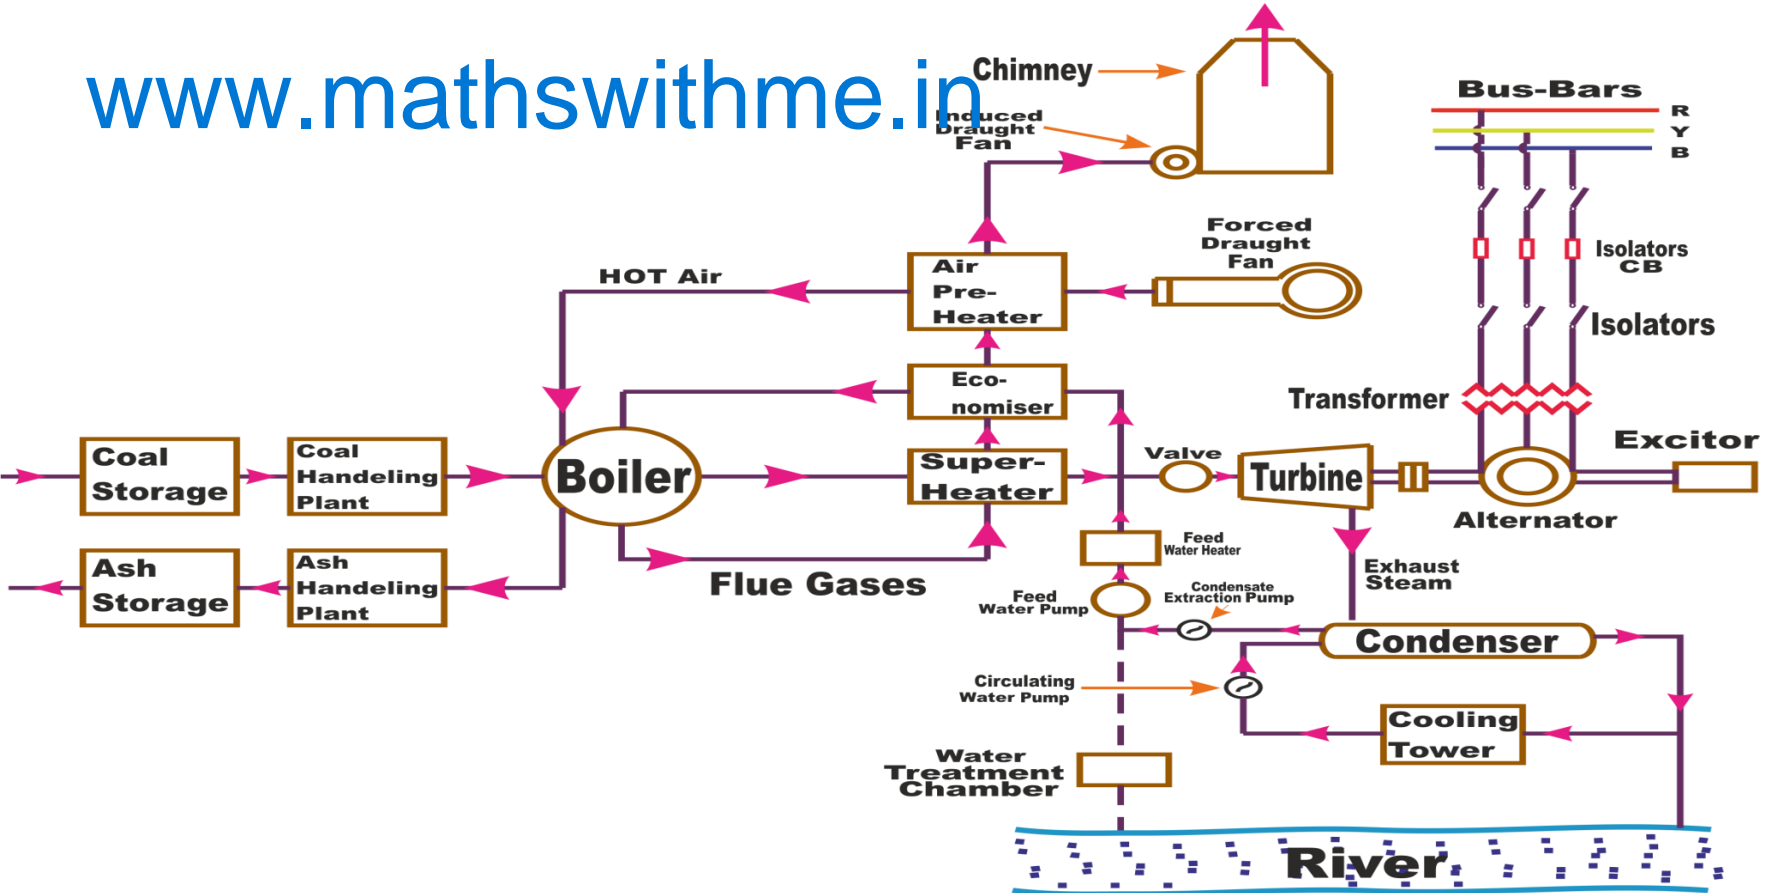 www.mathswithme.in
Chimney
Induced
Draught
Fan
Bus-Bars
R
Y
B
Forced
Draught
Fan
Isolators
CB
HOT Air
Air
Pre-
Heater
Isolators
Eco-
nomiser
Transformer
Coal
Storage
Coal
Handeling
Plant
Boiler
Super-
Heater
Valve
Turbine
Excitor
Alternator
Ash
Storage
Ash
Handeling
Plant
Flue Gases
Feed
Water Heater
Exhaust
Steam
Feed
Water Pump
Condensate
Extraction Pump
Condenser
Circulating
Water Pump
Cooling
Tower
Water
Treatment
Chamber
River